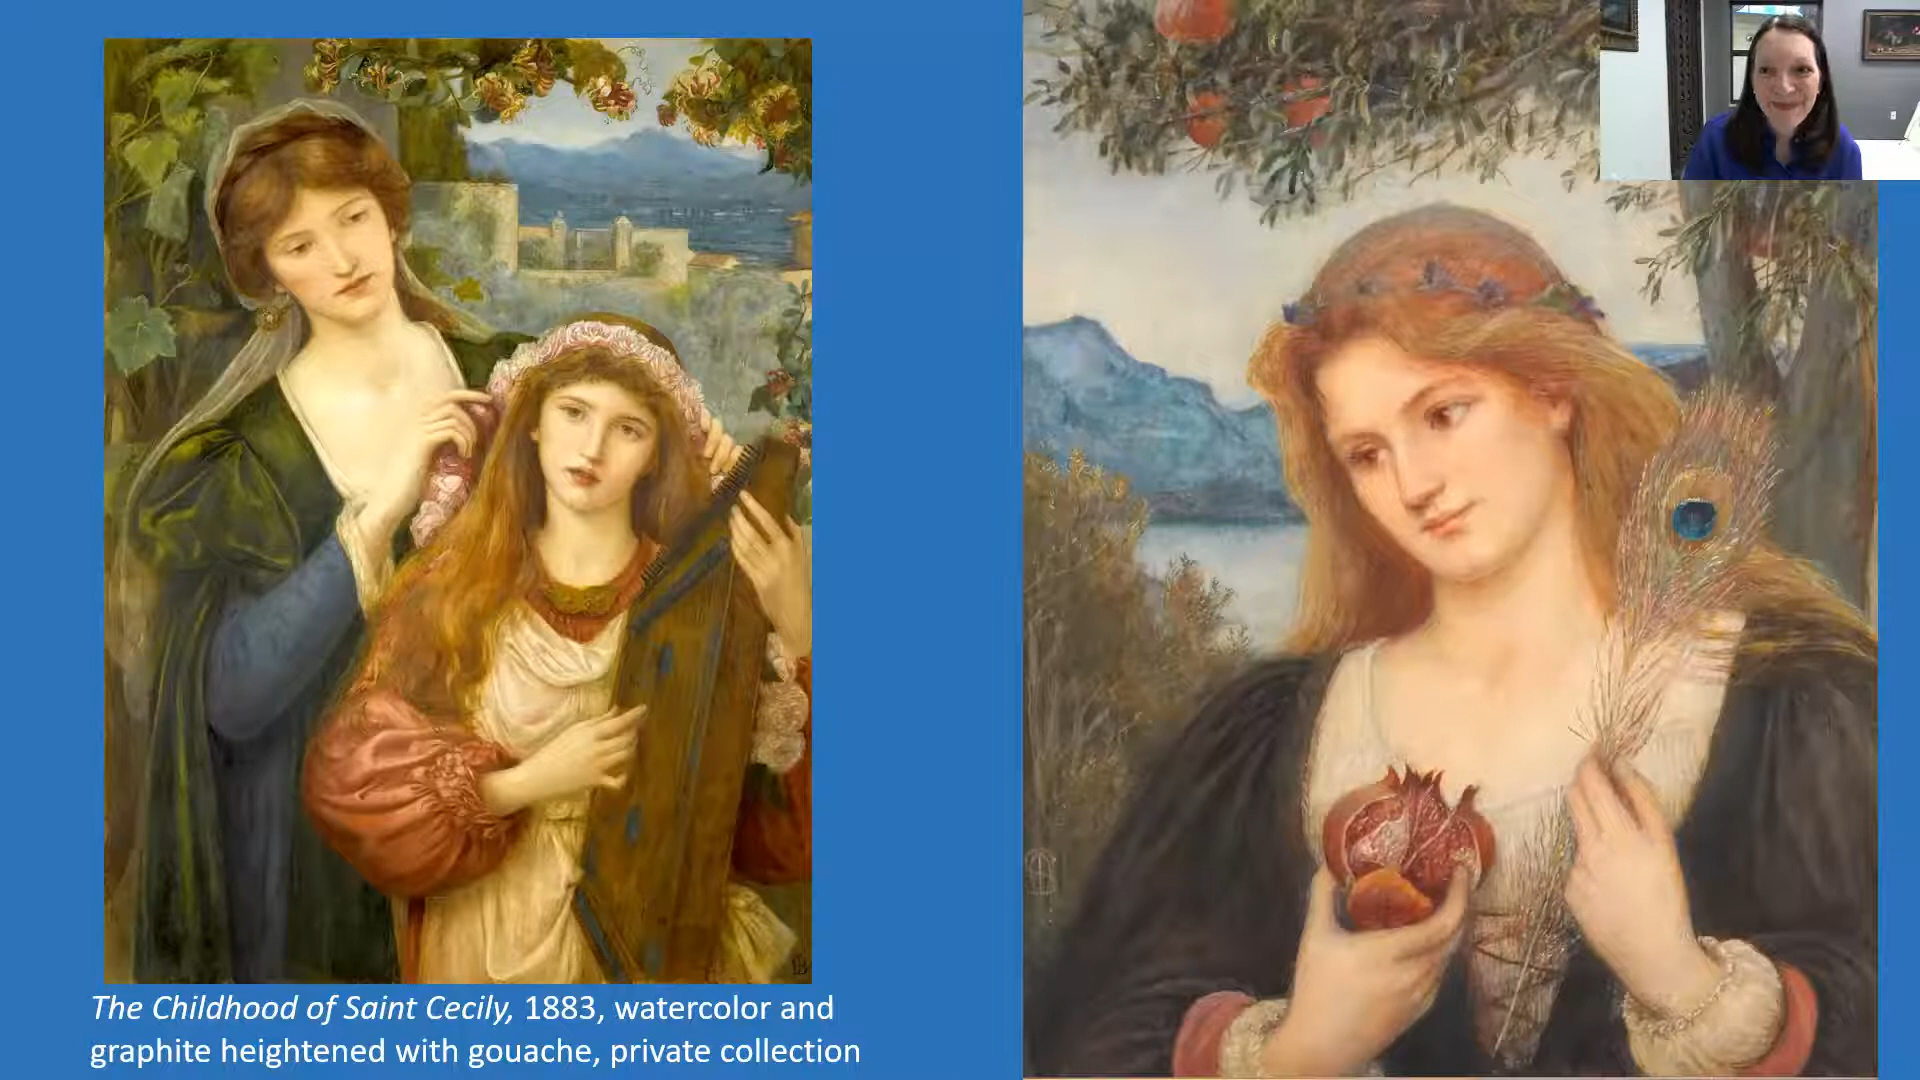 The Childhood of Saint Cecily, 1883, watercolor and
graphite heightened with gouache, private collection